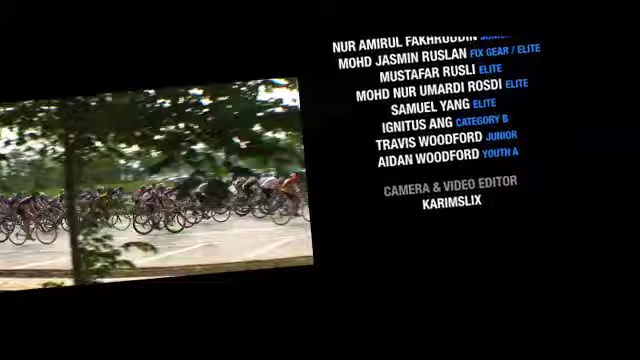 NUR AMIRUL FAKHRUDDIN JUNIOR
MOHD JASMIN RUSLAN FIX GEAR / ELITE
MUSTAFAR RUSLI ELITE
MOHD NUR UMARDI ROSDI ELITE
SAMUEL YANG ELITE
IGNITUS ANG CATEGORY B
TRAVIS WOODFORD JUNIOR
AIDAN WOODFORD YOUTH A
CAMERA & VIDEO EDITOR
KARIMSLIX